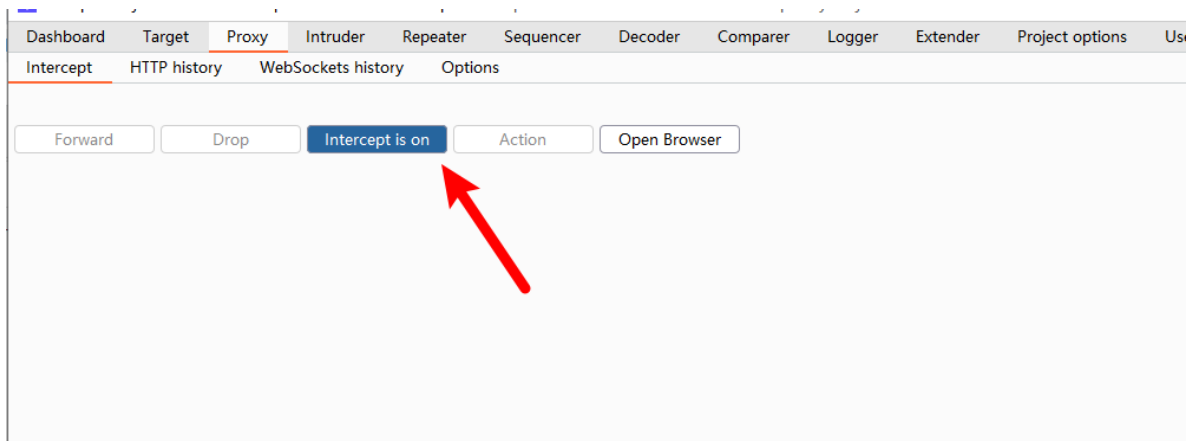 Dashboard Target Proxy Intruder Repeater Sequencer Decoder Comparer Logger Extender Project options
Intercept HTTP history WebSockets history Options
Forward Drop Intercept is on Action Open Browser